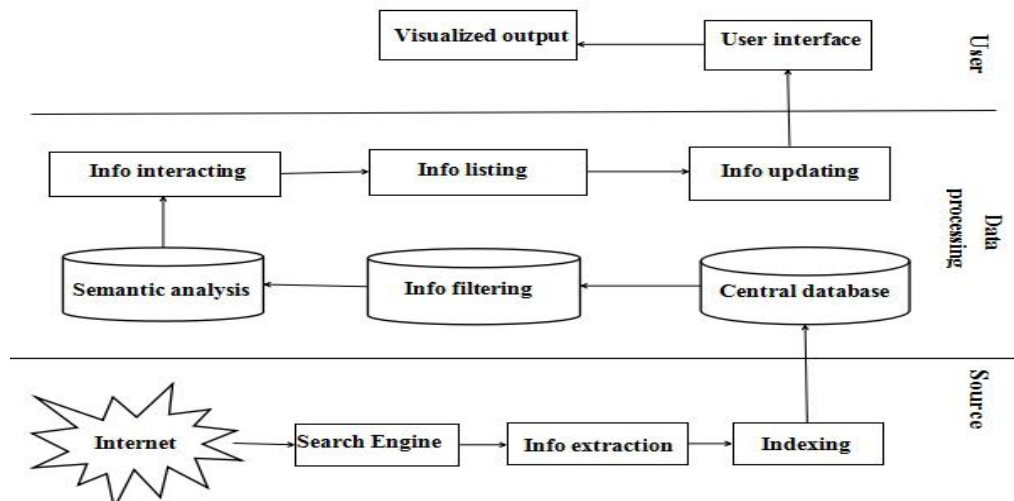 Visualized output
User interface
User
Info interacting
Info listing
Info updating
Data
processing
Semantic analysis
Info filtering
Central database
Source
Internet
Search Engine
Info extraction
Indexing